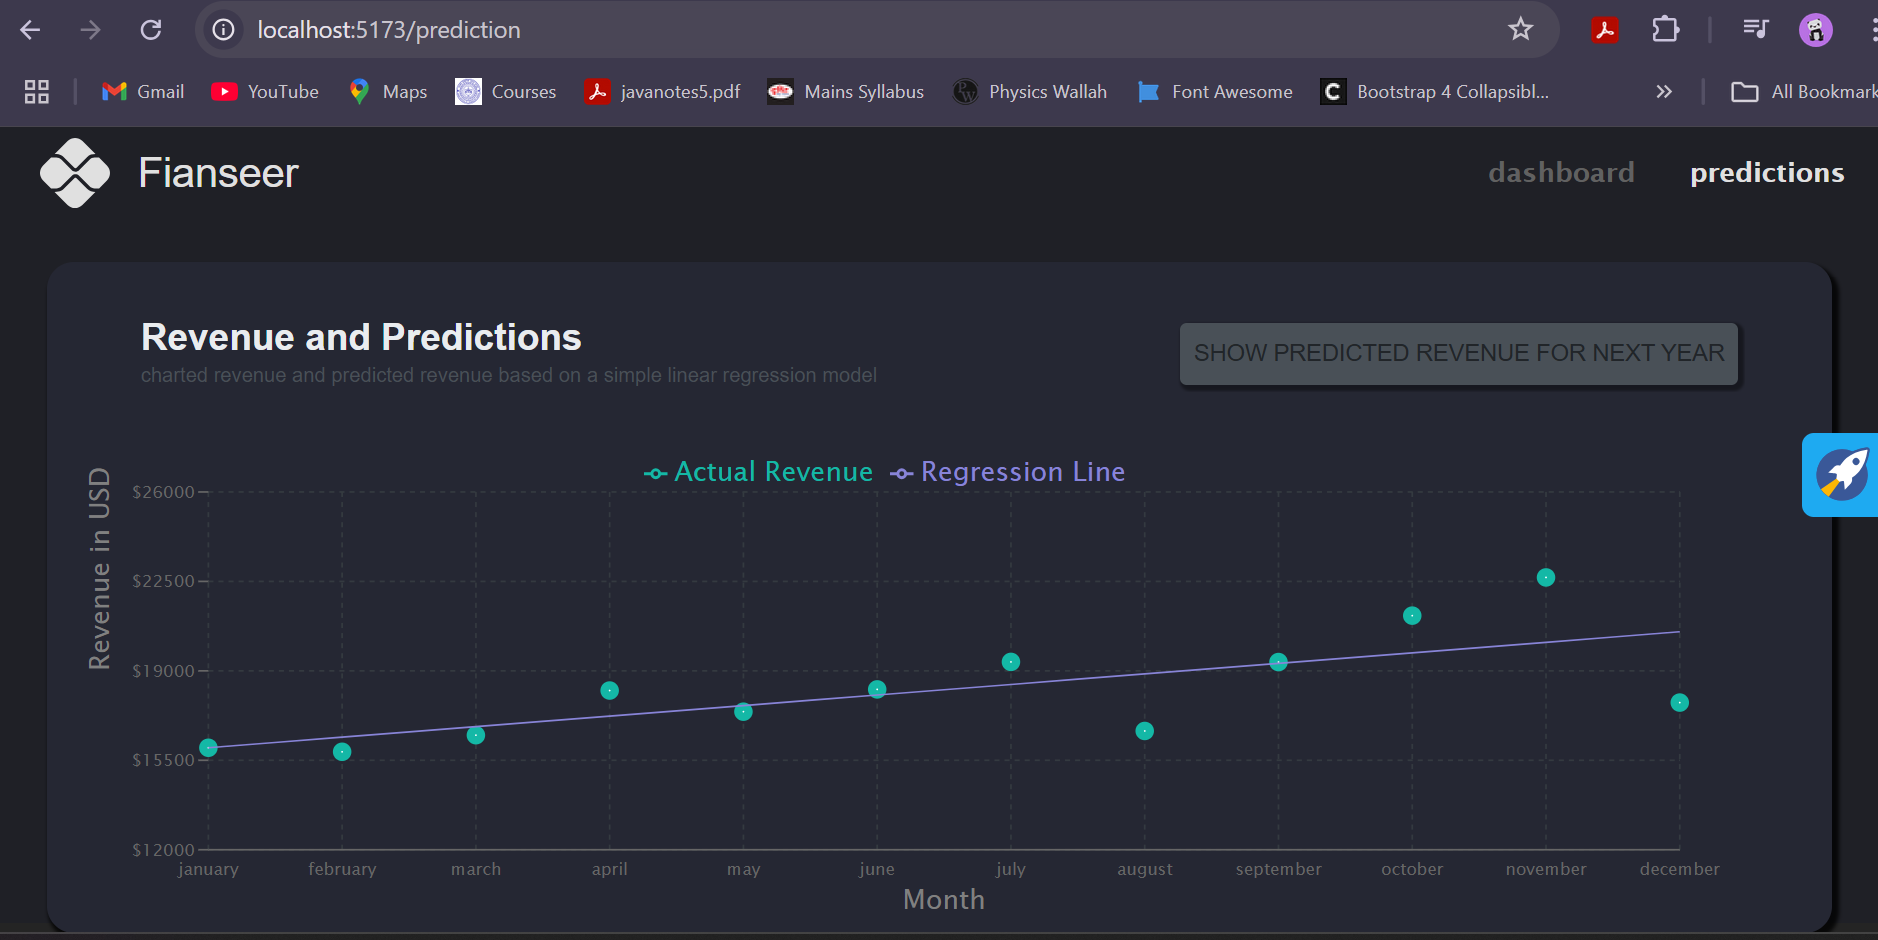 localhost:5173/prediction
Gmail YouTube Maps Courses javanotes5.pdf Mains Syllabus Physics Wallah Font Awesome Bootstrap 4 Collapsibl... All Bookmark
Fianseer dashboard predictions
Revenue and Predictions
charted revenue and predicted revenue based on a simple linear regression model
SHOW PREDICTED REVENUE FOR NEXT YEAR
Actual Revenue Regression Line
Revenue in USD
$26000
$22500
$19000
$15500
$12000
january february march april may june july august september october november december
Month